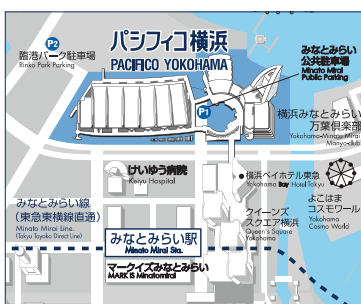 パシフィコ横浜
PACIFICO YOKOHAMA
P2
臨港パーク駐車場
Rinko Park Parking
みなとみらい
公共駐車場
Minato Mirai
Public Parking
P1
横浜みなとみらい
万葉倶楽部
Yokohama-Minato Mirai
Manyo-club
けいゆう病院
Keiyu Hospital
横浜ベイホテル東急
Yokohama Bay Hotel Tokyu
みなとみらい線
(東急東横線直通)
Minato Mirai Line.
(Tokyu Toyoko Direct Line)
クイーンズ
スクエア横浜
Queen's Square
Yokohama
よこはま
コスモワールド
Yokohama
Cosmo World
みなとみらい駅
Minato Mirai Sta.
マークイズみなとみらい
MARK IS Minatomirai